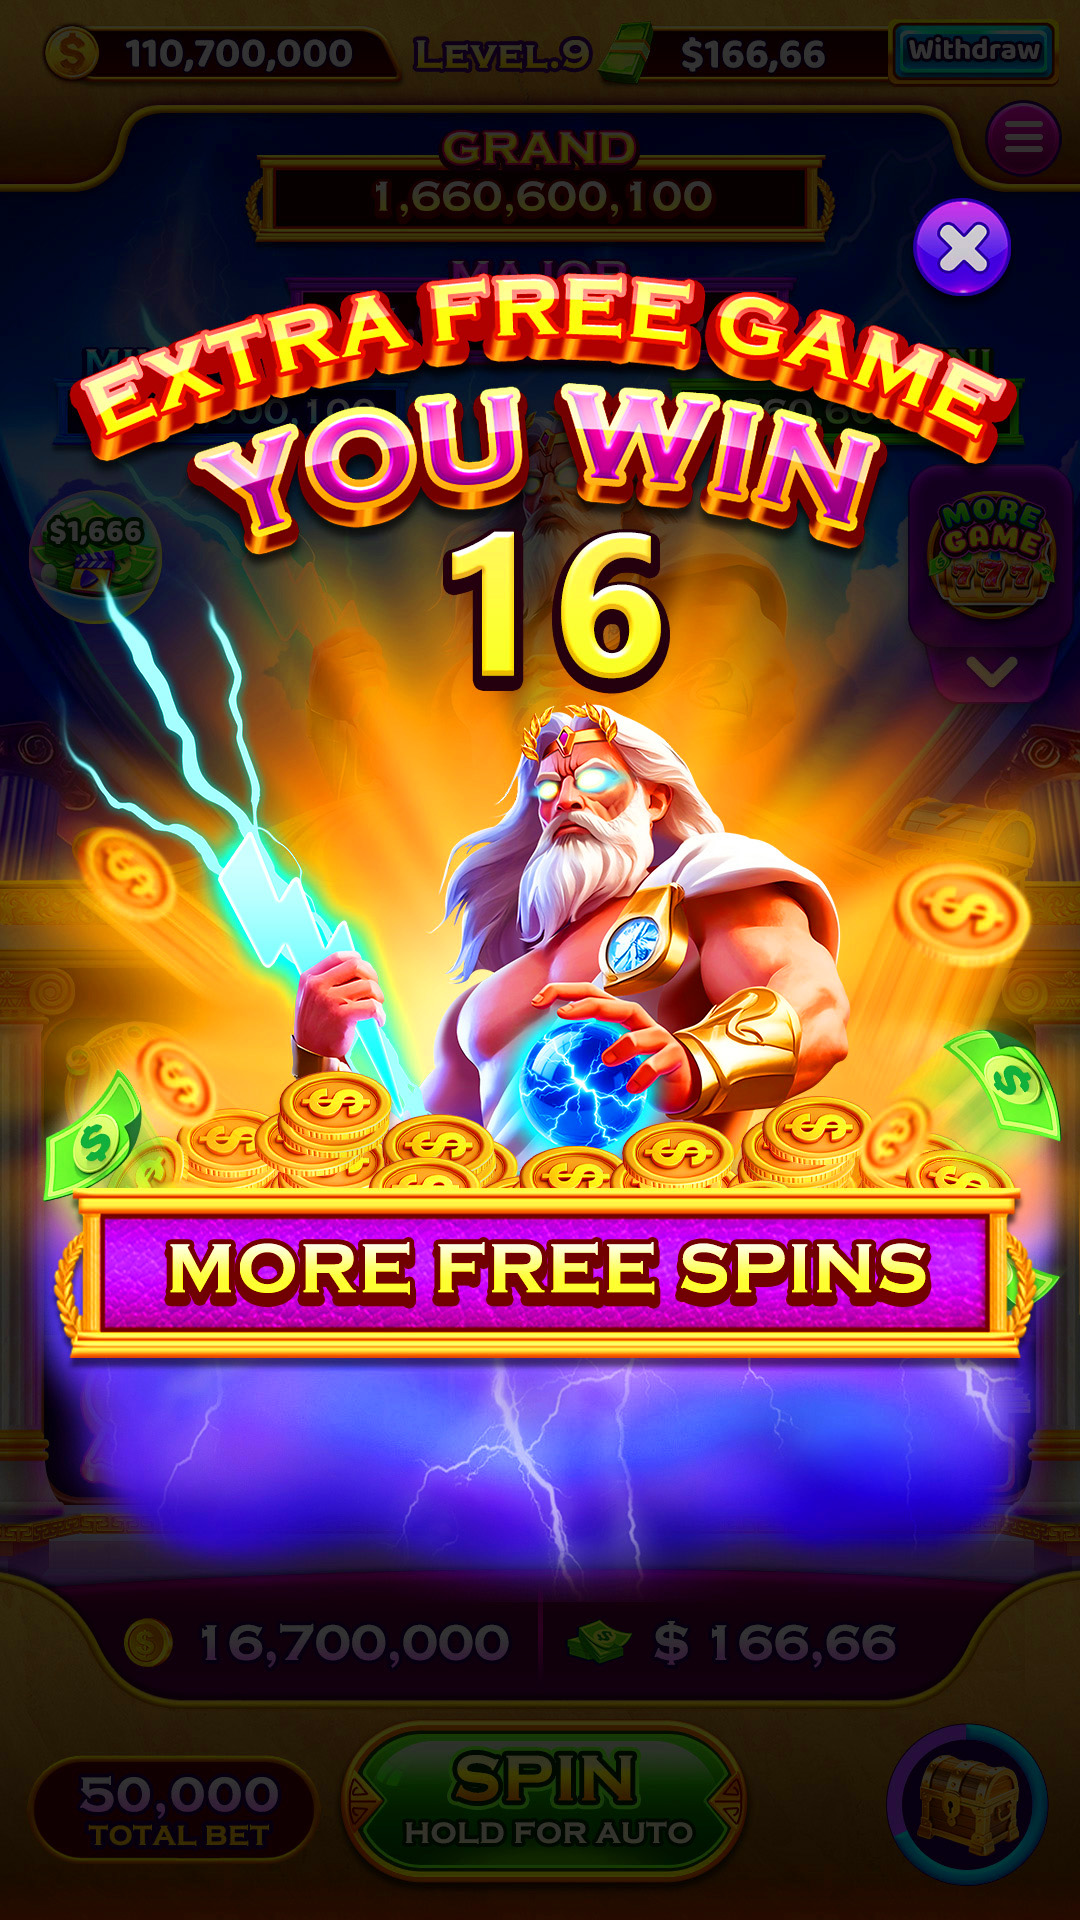 110,700,000 LEVEL.9 $166,66 Withdraw
GRAND
1,660,600,100
MAJOR
EXTRA FREE GAME
YOU WIN
16
$1,666
MORE
GAME
777
MORE FREE SPINS
16,700,000 $ 166,66
50,000
TOTAL BET
SPIN
HOLD FOR AUTO